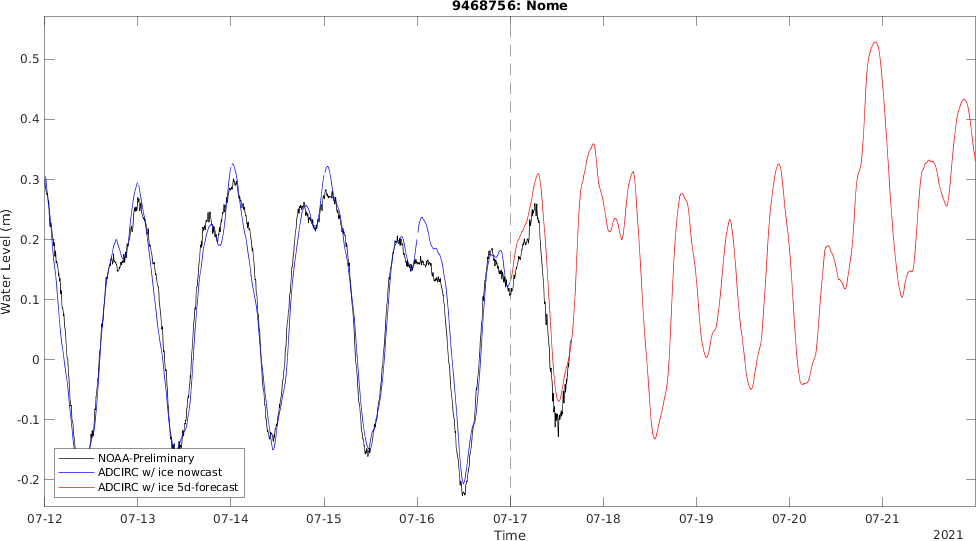 9468756: Nome
Water Level (m)
0.5
0.4
0.3
0.2
0.1
0
-0.1
-0.2
NOAA-Preliminary
ADCIRC w/ ice nowcast
ADCIRC w/ ice 5d-forecast
07-12 07-13 07-14 07-15 07-16 07-17 07-18 07-19 07-20 07-21
Time
2021